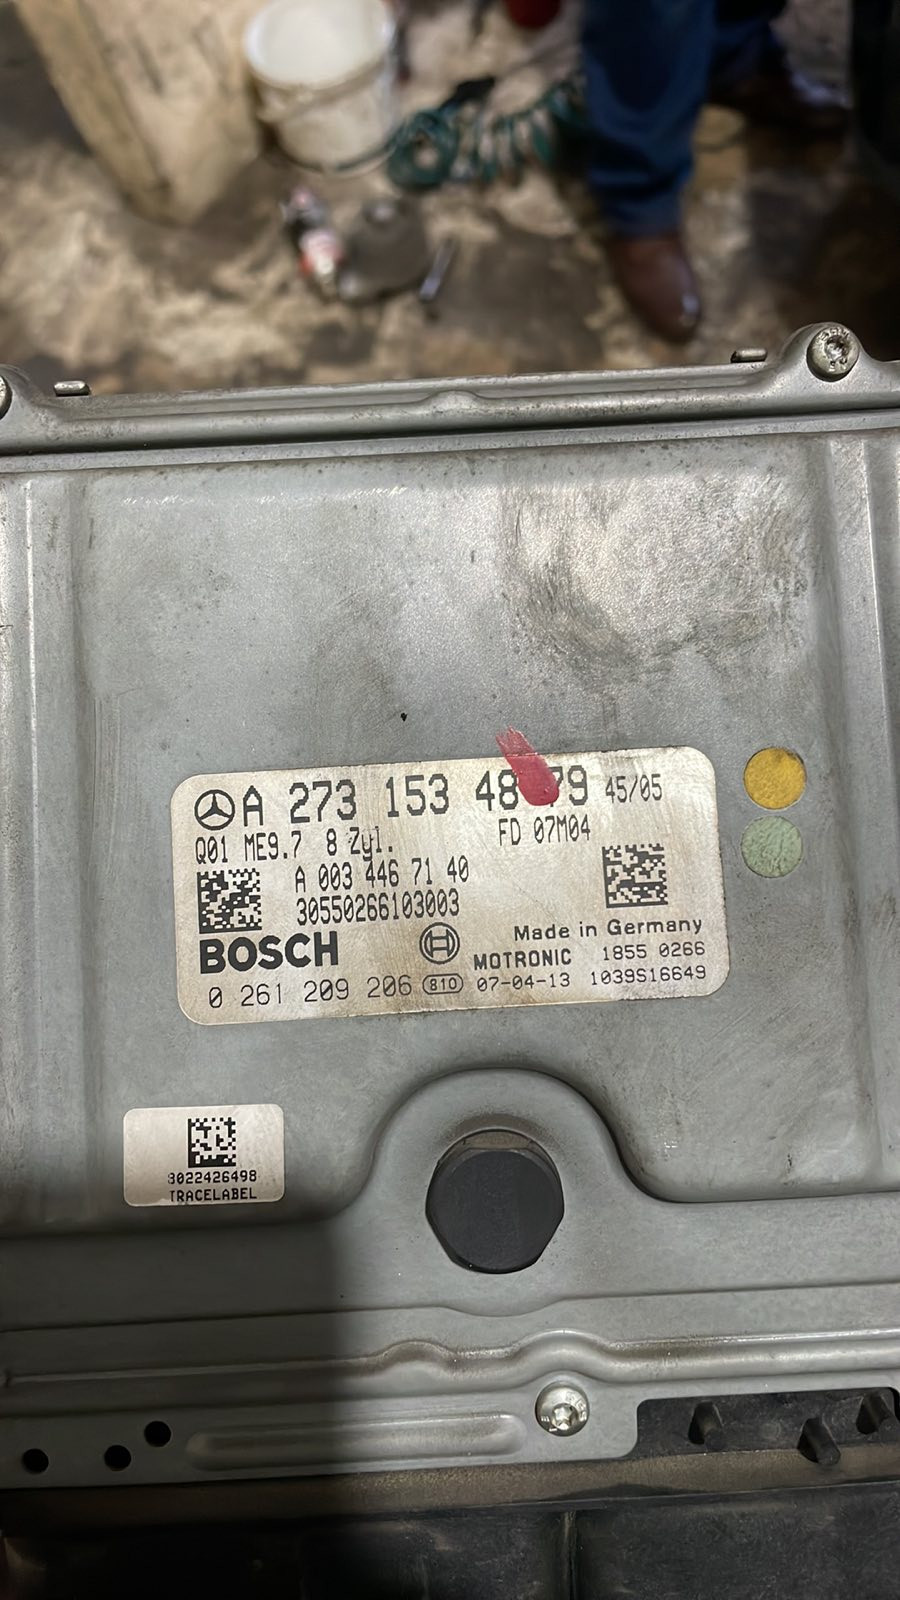 A 273 153 48 79 45/05
Q01 ME9.7 8 Zyl. FD 07M04
A 003 446 71 40
30550266103003
BOSCH Made in Germany
MOTRONIC 1855 0266
0 261 209 206 810 07-04-13 1039S16649
3022426498
TRACELABEL